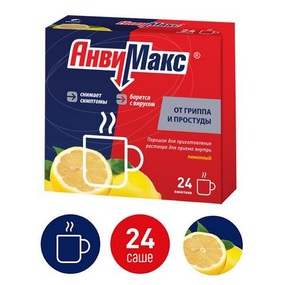 АнвиМакс®
снимает
симптомы
борется
с вирусом
ОТ ГРИППА
И ПРОСТУДЫ
Порошок для приготовления
раствора для приема внутрь
лимонный
24
пакетика
24
саше